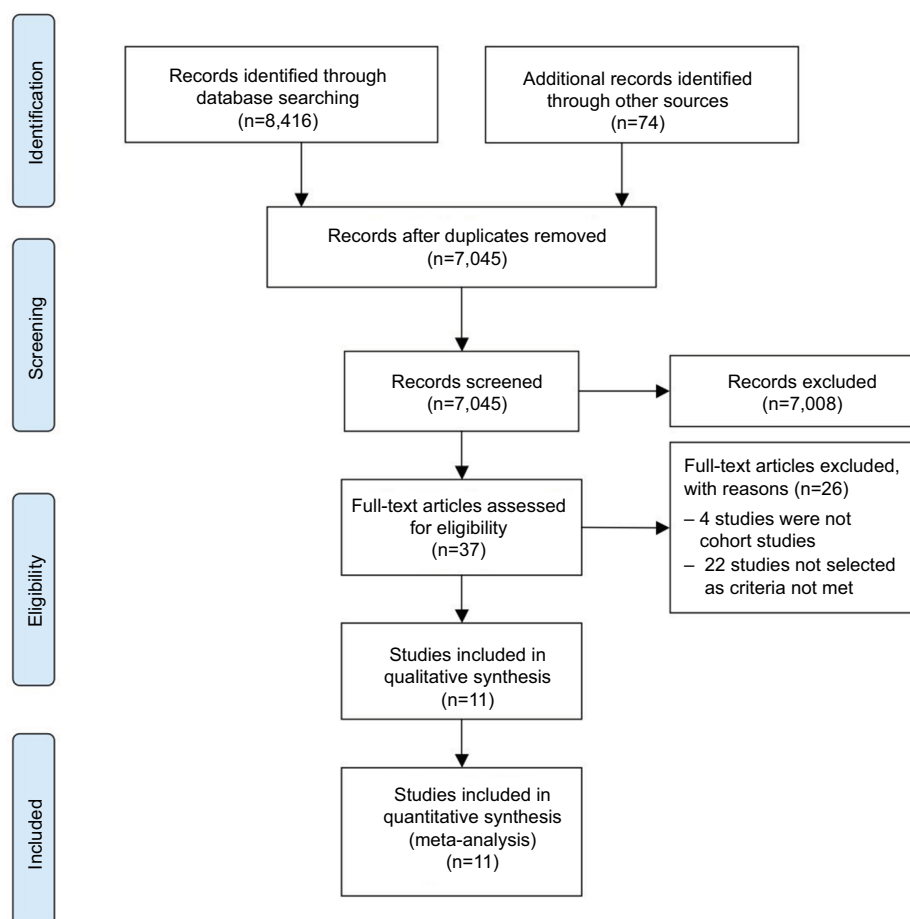 Identification
Records identified through
database searching
(n=8,416)
Additional records identified
through other sources
(n=74)
Records after duplicates removed
(n=7,045)
Screening
Records screened
(n=7,045)
Records excluded
(n=7,008)
Eligibility
Full-text articles assessed
for eligibility
(n=37)
Full-text articles excluded,
with reasons (n=26)
– 4 studies were not
cohort studies
– 22 studies not selected
as criteria not met
Studies included in
qualitative synthesis
(n=11)
Included
Studies included in
quantitative synthesis
(meta-analysis)
(n=11)